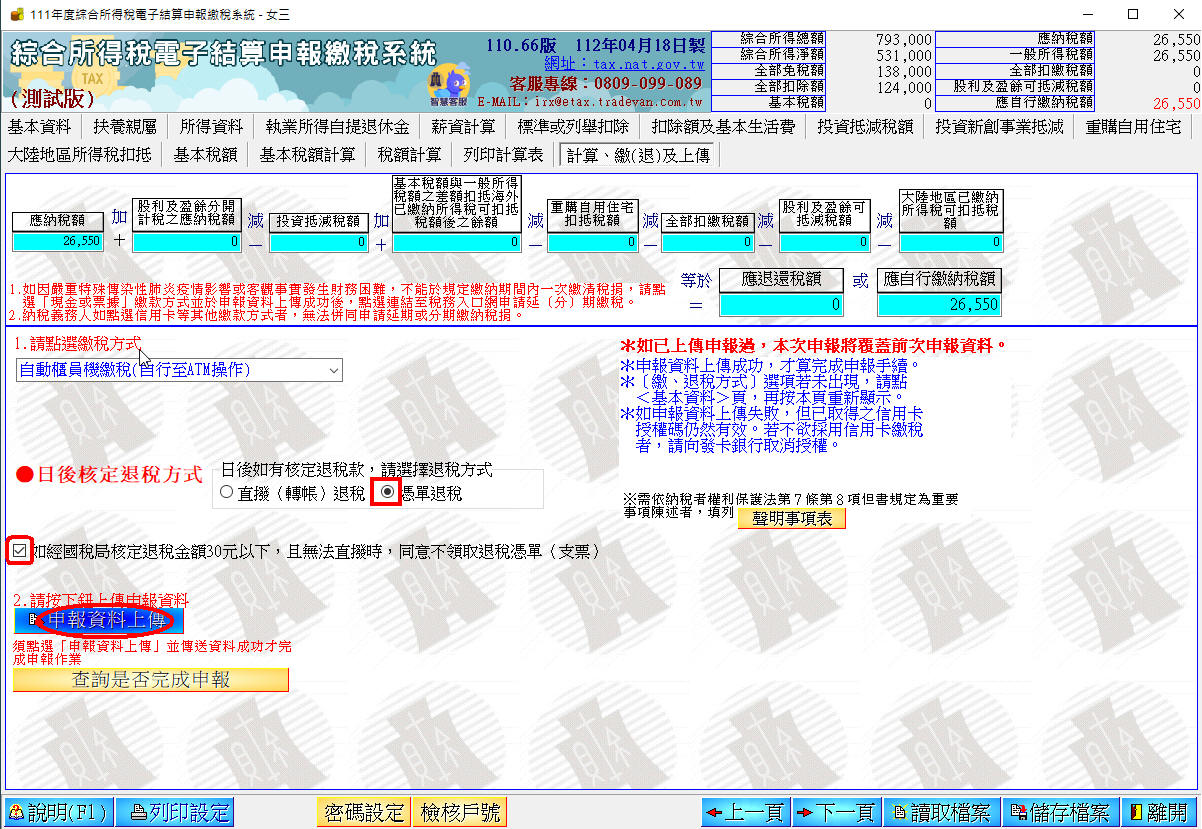 111年度綜合所得稅電子結算申報繳稅系統 - 女三
綜合所得稅電子結算申報繳稅系統
(測試版)
TAX
智慧客服
110.66版 112年04月18日製
網址：tax.nat.gov.tw
客服專線：0809-099-089
E-MAIL：irx@etax.tradevan.com.tw
綜合所得總額 793,000 應納稅額 26,550
綜合所得淨額 531,000 一般所得稅額 26,550
全部免稅額 138,000 全部扣繳稅額
全部扣除額 124,000 股利及盈餘可抵減稅額
基本稅額 0 應自行繳納稅額 26,550
基本資料 扶養親屬 所得資料 執業所得自提退休金 薪資計算 標準或列舉扣除 扣除額及基本生活費 投資抵減稅額 投資新創事業抵減 重購自用住宅
大陸地區所得稅扣抵 基本稅額 基本稅額計算 稅額計算 列印計算表 計算、繳(退)及上傳
應納稅額
26,550
加
＋
股利及盈餘分開
計稅之應納稅額
0
減
－
投資抵減稅額
0
加
＋
基本稅額與一般所得
稅額之差額扣抵海外
已繳納所得稅可扣抵
稅額後之餘額
0
減
－
重購自用住宅
扣抵稅額
0
減
－
全部扣繳稅額
0
減
－
股利及盈餘可
抵減稅額
0
減
－
大陸地區已繳納
所得稅可扣抵稅
額
0
等於
＝
應退還稅額
0
或
應自行繳納稅額
26,550
1.如因嚴重特殊傳染性肺炎疫情影響或客觀事實發生財務困難，不能於規定繳納期間內一次繳清稅捐，請點
選「現金或票據」繳款方式並於申報資料上傳成功後，點選連結至稅務入口網申請延（分）期繳稅。
2.納稅義務人如點選信用卡等其他繳款方式者，無法併同申請延期或分期繳納稅捐。
1.請點選繳稅方式
自動櫃員機繳稅(自行至ATM操作)
＊如已上傳申報過，本次申報將覆蓋前次申報資料。
＊申報資料上傳成功，才算完成申報手續。
＊〔繳、退稅方式〕選項若未出現，請點
＜基本資料＞頁，再按本頁重新顯示。
＊如申報資料上傳失敗，但已取得之信用卡
授權碼仍然有效。若不欲採用信用卡繳稅
者，請向發卡銀行取消授權。
●日後核定退稅方式
日後如有核定退稅款，請選擇退稅方式
直撥（轉帳）退稅 憑單退稅
※需依納稅者權利保護法第７條第８項但書規定為重要
事項陳述者，填列 聲明事項表
如經國稅局核定退稅金額30元以下，且無法直撥時，同意不領取退稅憑單（支票）
2.請按下鈕上傳申報資料
申報資料上傳
須點選「申報資料上傳」並傳送資料成功才完
成申報作業
查詢是否完成申報
說明(F1) 列印設定 密碼設定 檢核戶號 上一頁 下一頁 讀取檔案 儲存檔案 離開